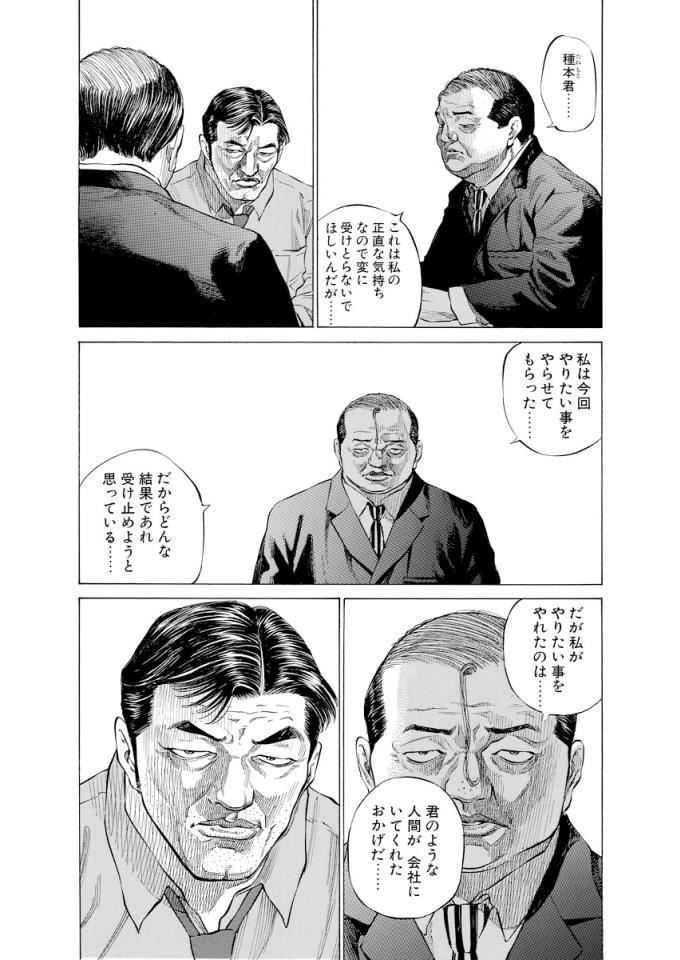 種本君……
たねもと
これは私の
正直な気持ち
なので変に
受けとらないで
ほしいんだが……
私は今回
やりたい事を
やらせて
もらった……
だからどんな
結果であれ
受け止めようと
思っている……
だが私が
やりたい事を
やれたのは……
君のような
人間が 会社に
いてくれた
おかげだ……